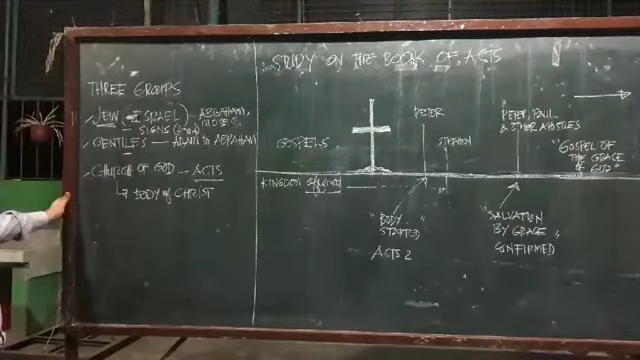 STUDY ON THE BOOK OF ACTS
THREE GROUPS
JEW (ISRAEL) - ABRAHAM,
MOSES
SIGNS
GENTILES - ADAM TO ABRAHAM
CHURCH OF GOD - ACTS
BODY OF CHRIST
GOSPELS
PETER
STEPHEN
PETER, PAUL
& OTHER APOSTLES
"GOSPEL OF
THE GRACE
OF GOD"
KINGDOM offered
"BODY
STARTED"
ACTS 2
"SALVATION
BY GRACE"
CONFIRMED